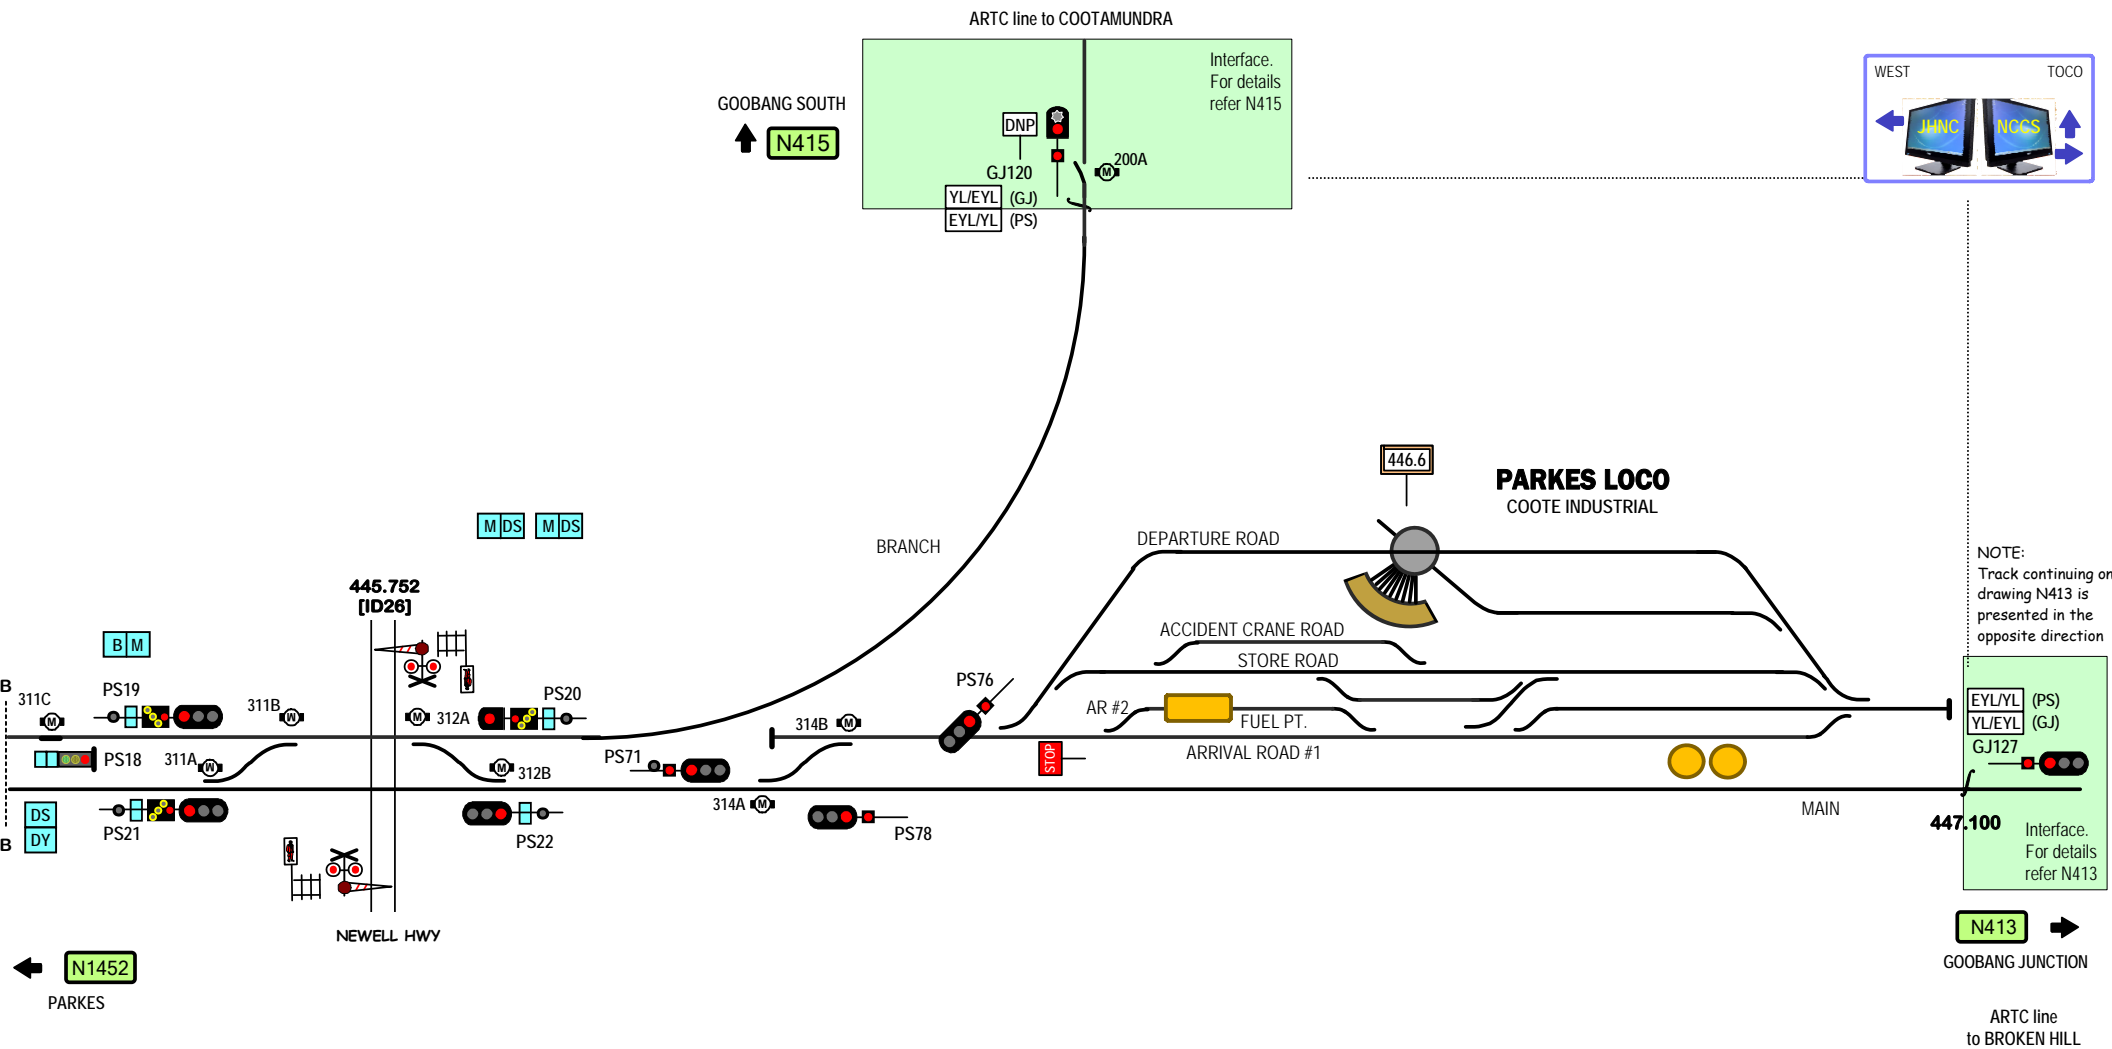 ARTC line to COOTAMUNDRA
Interface.
For details
refer N415
WEST
TOCO
JHNC
NCCS
GOOBANG SOUTH
N415
DNP
GJ120
200A
YL/EYL (GJ)
EYL/YL (PS)
446.6
PARKES LOCO
COOTE INDUSTRIAL
M DS
M DS
BRANCH
DEPARTURE ROAD
NOTE:
Track continuing on
drawing N413 is
presented in the
opposite direction
445.752
[ID26]
B M
ACCIDENT CRANE ROAD
STORE ROAD
B
311C
M
PS19
311B
M
M
312A
PS20
PS76
AR #2
FUEL PT.
314B
M
EYL/YL (PS)
YL/EYL (GJ)
GJ127
PS18
311A
M
M
312B
PS71
STOP
ARRIVAL ROAD #1
314A
M
MAIN
DS
DY
B
PS21
PS22
PS78
447.100
Interface.
For details
refer N413
NEWELL HWY
N1452
PARKES
N413
GOOBANG JUNCTION
ARTC line
to BROKEN HILL